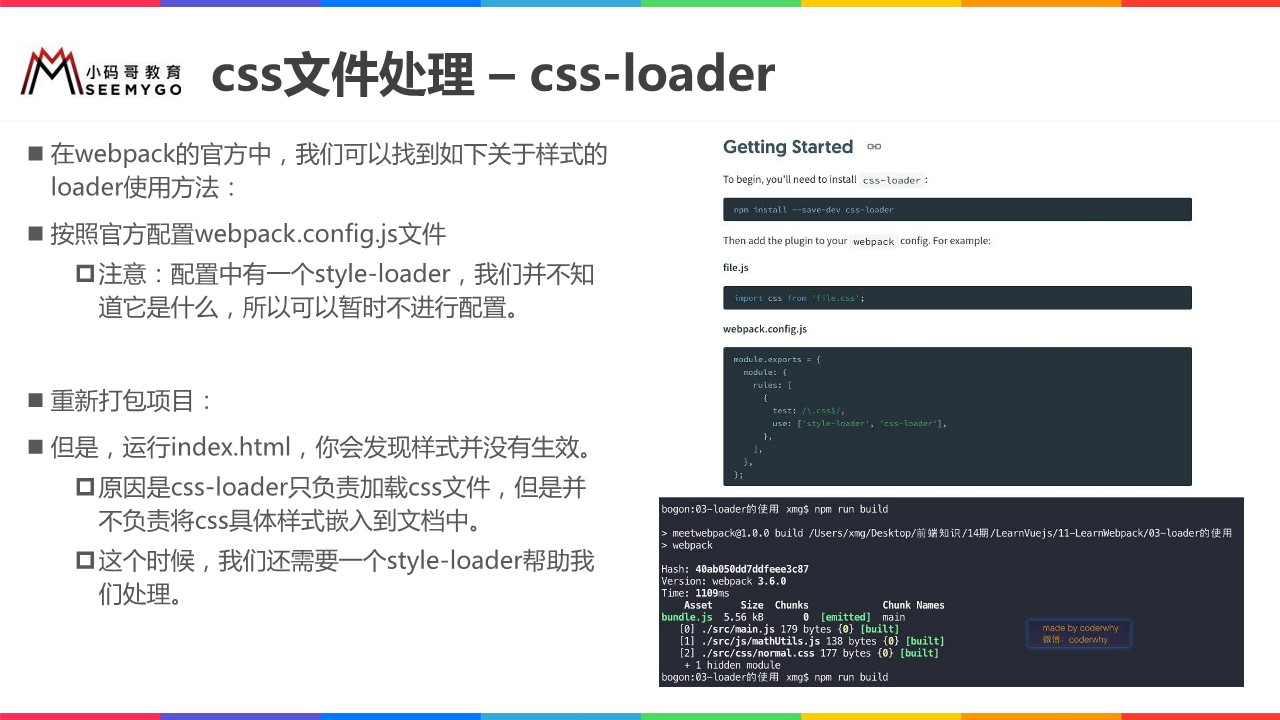 小码哥教育
SEEMYGO
css文件处理 – css-loader
■ 在webpack的官方中，我们可以找到如下关于样式的
loader使用方法：
■ 按照官方配置webpack.config.js文件
注意：配置中有一个style-loader，我们并不知
道它是什么，所以可以暂时不进行配置。
■ 重新打包项目：
■ 但是，运行index.html，你会发现样式并没有生效。
原因是css-loader只负责加载css文件，但是并
不负责将css具体样式嵌入到文档中。
这个时候，我们还需要一个style-loader帮助我
们处理。
Getting Started
To begin, you'll need to install css-loader :
npm install --save-dev css-loader
Then add the plugin to your webpack config. For example:
file.js
import css from 'file.css';
webpack.config.js
module.exports = {
module: {
rules: [
{
test: /\.css$/,
use: ['style-loader', 'css-loader'],
},
],
},
};
bogon:03-loader的使用 xmg$ npm run build
> meetwebpack@1.0.0 build /Users/xmg/Desktop/前端知识/14期/LearnVuejs/11-LearnWebpack/03-loader的使用
> webpack
Hash: 40ab050dd7ddfeee3c87
Version: webpack 3.6.0
Time: 1109ms
Asset Size Chunks Chunk Names
bundle.js 5.56 kB 0 [emitted] main
[0] ./src/main.js 179 bytes {0} [built]
[1] ./src/js/mathUtils.js 138 bytes {0} [built]
[2] ./src/css/normal.css 177 bytes {0} [built]
+ 1 hidden module
bogon:03-loader的使用 xmg$ npm run build
made by coderwhy
微博：coderwhy